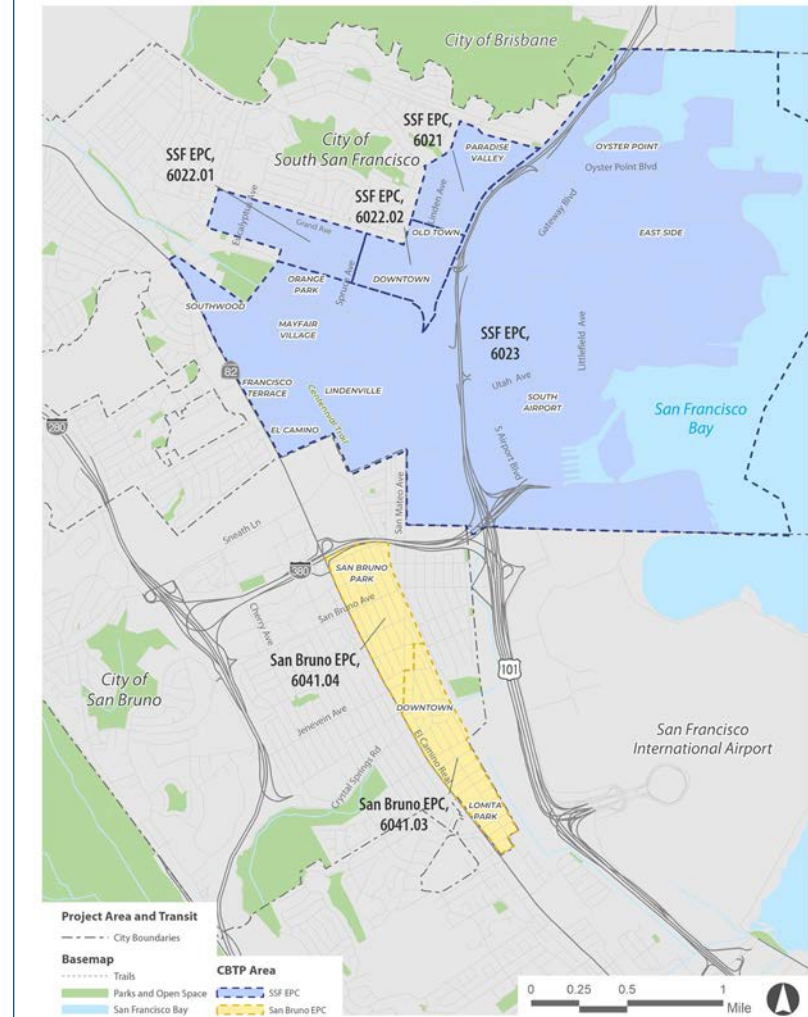 City of Brisbane
SSF EPC,
6021
City of
South San Francisco
PARADISE
VALLEY
OYSTER POINT
Oyster Point Blvd
SSF EPC,
6022.01
SSF EPC,
6022.02
Eucalyptus Ave
Grand Ave
Linden Ave
Gateway Blvd
OLD TOWN
EAST SIDE
Spruce Ave
DOWNTOWN
ORANGE
PARK
SOUTHWOOD
MAYFAIR
VILLAGE
SSF EPC,
6023
Littlefield Ave
82
Utah Ave
FRANCISCO
TERRACE
LINDENVILLE
Centennial Trail
SOUTH
AIRPORT
San Francisco
Bay
280
EL CAMINO
S Airport Blvd
San Mateo Ave
Sneath Ln
380
SAN BRUNO
PARK
Cherry Ave
San Bruno Ave
San Bruno EPC,
6041.04
101
City of
San Bruno
DOWNTOWN
Jenevein Ave
El Camino Real
San Francisco
International Airport
Crystal Springs Rd
San Bruno EPC,
6041.03
LOMITA
PARK
Project Area and Transit
City Boundaries
Basemap
Trails
Parks and Open Space
San Francisco Bay
CBTP Area
SSF EPC
San Bruno EPC
0 0.25 0.5 1
Mile